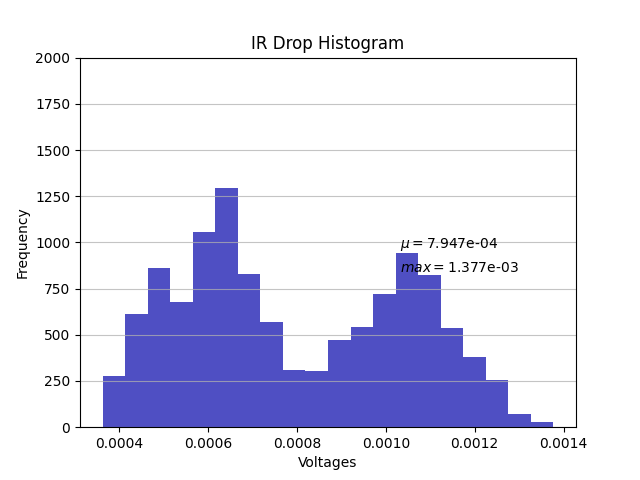 IR Drop Histogram
2000
1750
1500
1250
1000
750
500
250
0
Frequency
μ = 7.947e-04
max = 1.377e-03
0.0004 0.0006 0.0008 0.0010 0.0012 0.0014
Voltages